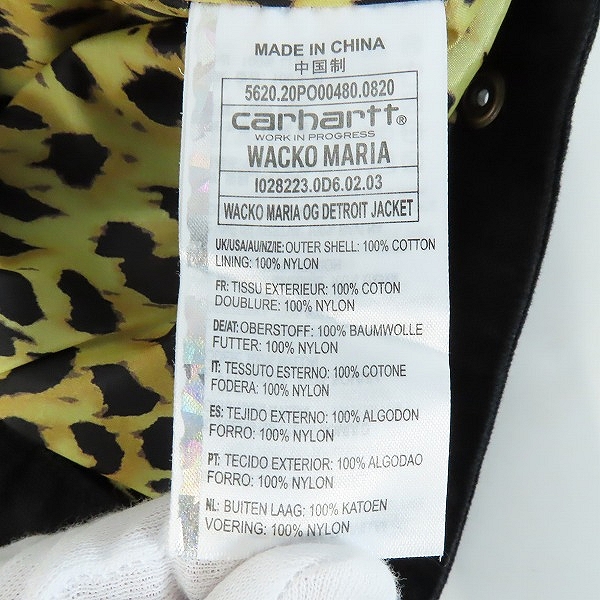 MADE IN CHINA
中国制
5620.20PO00480.0820
carhartt®
WORK IN PROGRESS
WACKO MARIA
I028223.0D6.02.03
WACKO MARIA OG DETROIT JACKET
UK/USA/AU/NZ/IE: OUTER SHELL: 100% COTTON
LINING: 100% NYLON
FR: TISSU EXTERIEUR: 100% COTON
DOUBLURE: 100% NYLON
DE/AT: OBERSTOFF: 100% BAUMWOLLE
FUTTER: 100% NYLON
IT: TESSUTO ESTERNO: 100% COTONE
FODERA: 100% NYLON
ES: TEJIDO EXTERNO: 100% ALGODON
FORRO: 100% NYLON
PT: TECIDO EXTERIOR: 100% ALGODAO
FORRO: 100% NYLON
NL: BUITEN LAAG: 100% KATOEN
VOERING: 100% NYLON